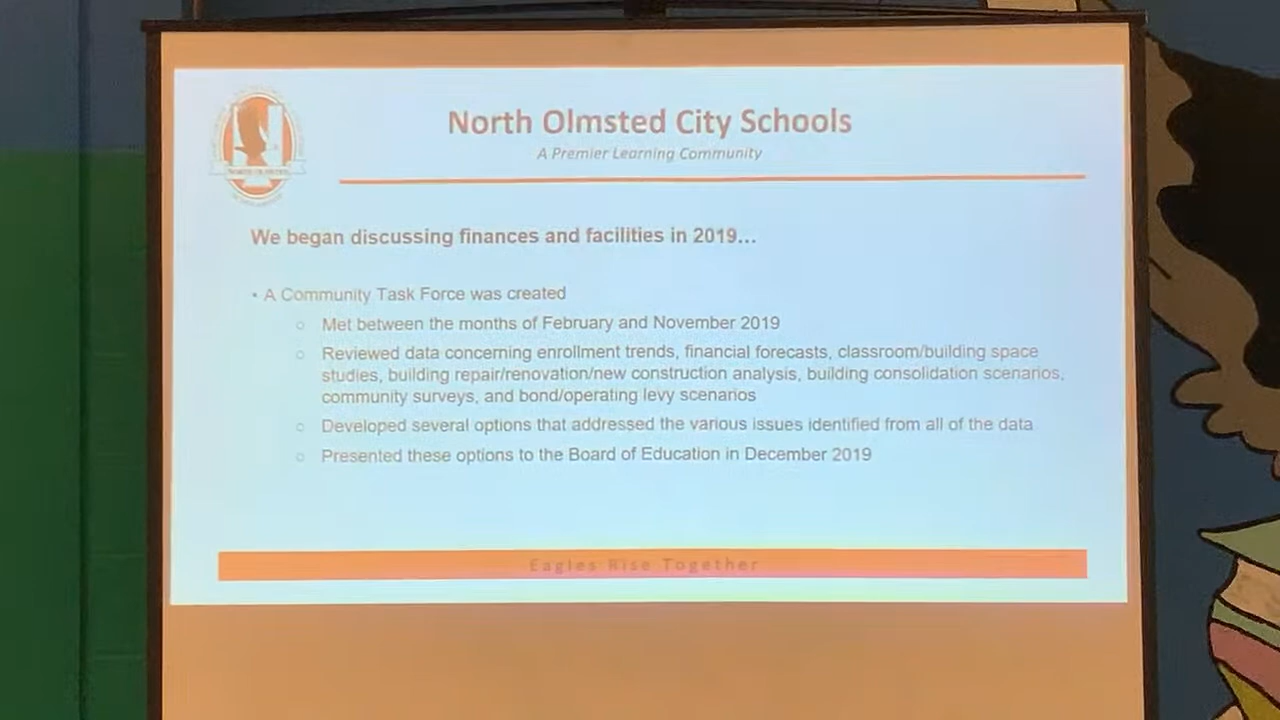 North Olmsted City Schools
A Premier Learning Community
We began discussing finances and facilities in 2019...
• A Community Task Force was created
○ Met between the months of February and November 2019
○ Reviewed data concerning enrollment trends, financial forecasts, classroom/building space
studies, building repair/renovation/new construction analysis, building consolidation scenarios,
community surveys, and bond/operating levy scenarios
○ Developed several options that addressed the various issues identified from all of the data
○ Presented these options to the Board of Education in December 2019
Eagles Rise Together